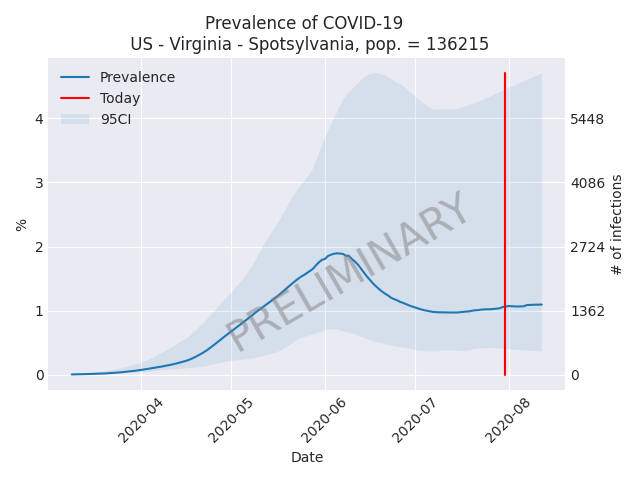 Prevalence of COVID-19
US - Virginia - Spotsylvania, pop. = 136215
Prevalence
Today
95CI
4
3
2
1
0
%
5448
4086
2724
1362
0
# of infections
PRELIMINARY
2020-04
2020-05
2020-06
2020-07
2020-08
Date